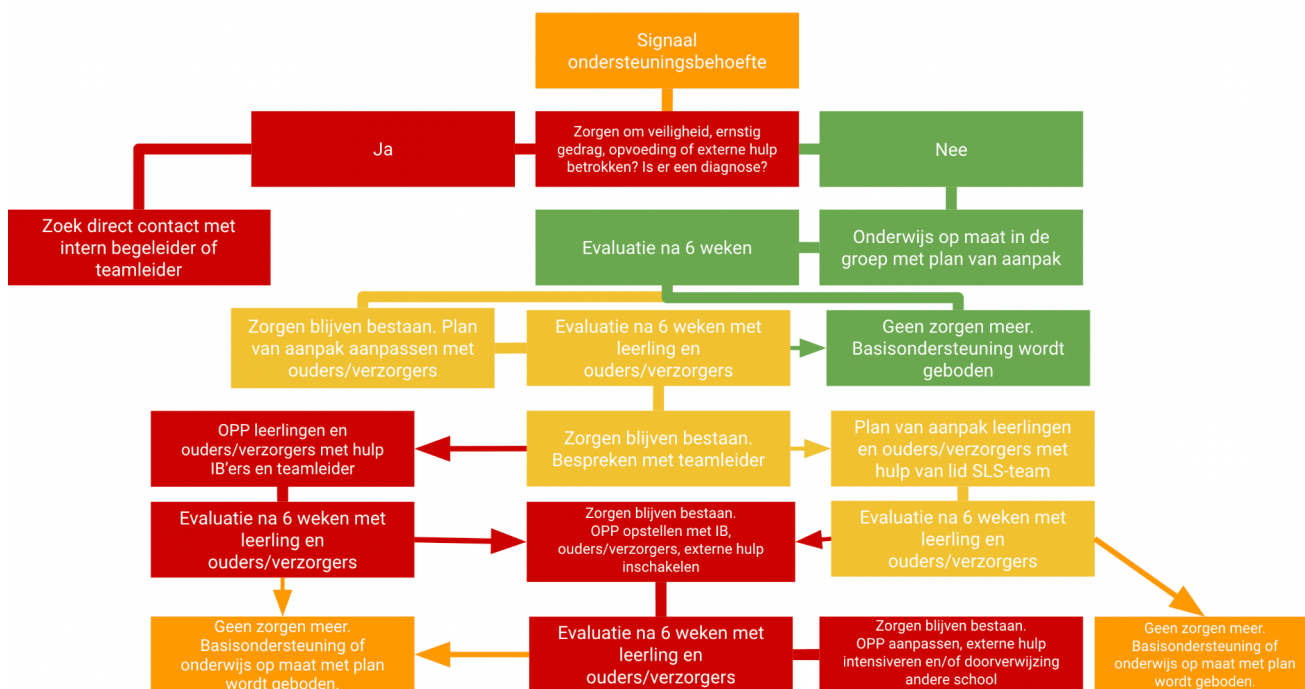 Signaal
ondersteuningsbehoefte
Ja
Zorgen om veiligheid, ernstig
gedrag, opvoeding of externe hulp
betrokken? Is er een diagnose?
Nee
Zoek direct contact met
intern begeleider of
teamleider
Evaluatie na 6 weken
Onderwijs op maat in de
groep met plan van aanpak
Zorgen blijven bestaan. Plan
van aanpak aanpassen met
ouders/verzorgers
Evaluatie na 6 weken met
leerling en
ouders/verzorgers
Geen zorgen meer.
Basisondersteuning wordt
geboden
OPP leerlingen en
ouders/verzorgers met hulp
IB'ers en teamleider
Zorgen blijven bestaan.
Bespreken met teamleider
Plan van aanpak leerlingen
en ouders/verzorgers met
hulp van lid SLS-team
Evaluatie na 6 weken met
leerling en
ouders/verzorgers
Zorgen blijven bestaan.
OPP opstellen met IB,
ouders/verzorgers, externe hulp
inschakelen
Evaluatie na 6 weken met
leerling en
ouders/verzorgers
Geen zorgen meer.
Basisondersteuning of
onderwijs op maat met plan
wordt geboden.
Evaluatie na 6 weken met
leerling en
ouders/verzorgers
Zorgen blijven bestaan.
OPP aanpassen, externe hulp
intensiveren en/of doorverwijzing
andere school
Geen zorgen meer.
Basisondersteuning of
onderwijs op maat met plan
wordt geboden.